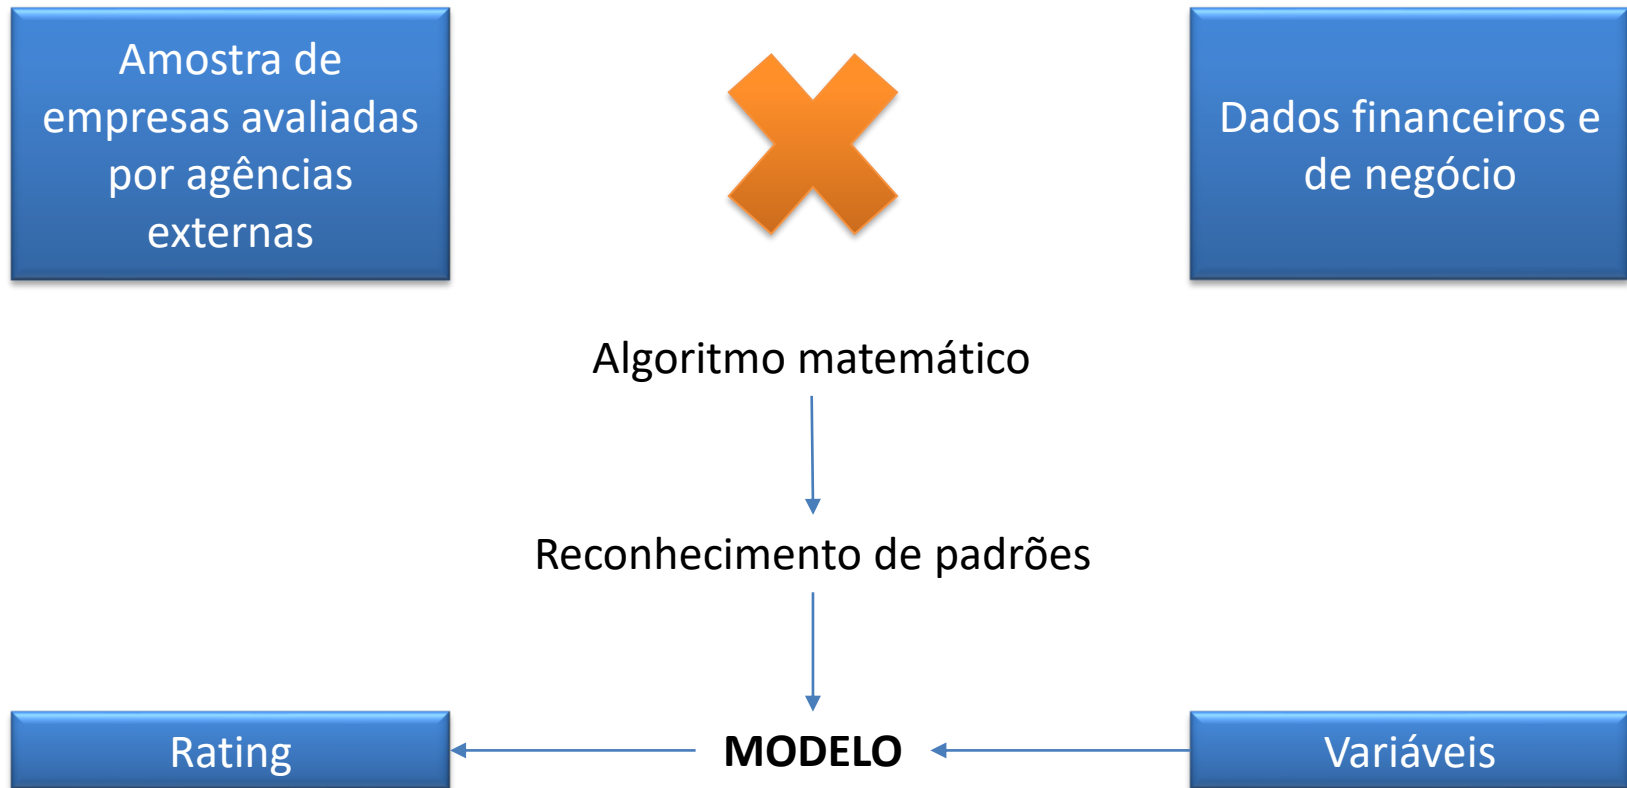 Amostra de
empresas avaliadas
por agências
externas
Dados financeiros e
de negócio
Algoritmo matemático
Reconhecimento de padrões
Rating
MODELO
Variáveis